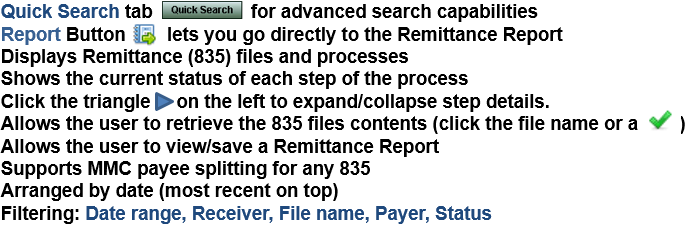 Quick Search tab Quick Search for advanced search capabilities
Report Button lets you go directly to the Remittance Report
Displays Remittance (835) files and processes
Shows the current status of each step of the process
Click the triangle on the left to expand/collapse step details.
Allows the user to retrieve the 835 files contents (click the file name or a )
Allows the user to view/save a Remittance Report
Supports MMC payee splitting for any 835
Arranged by date (most recent on top)
Filtering: Date range, Receiver, File name, Payer, Status